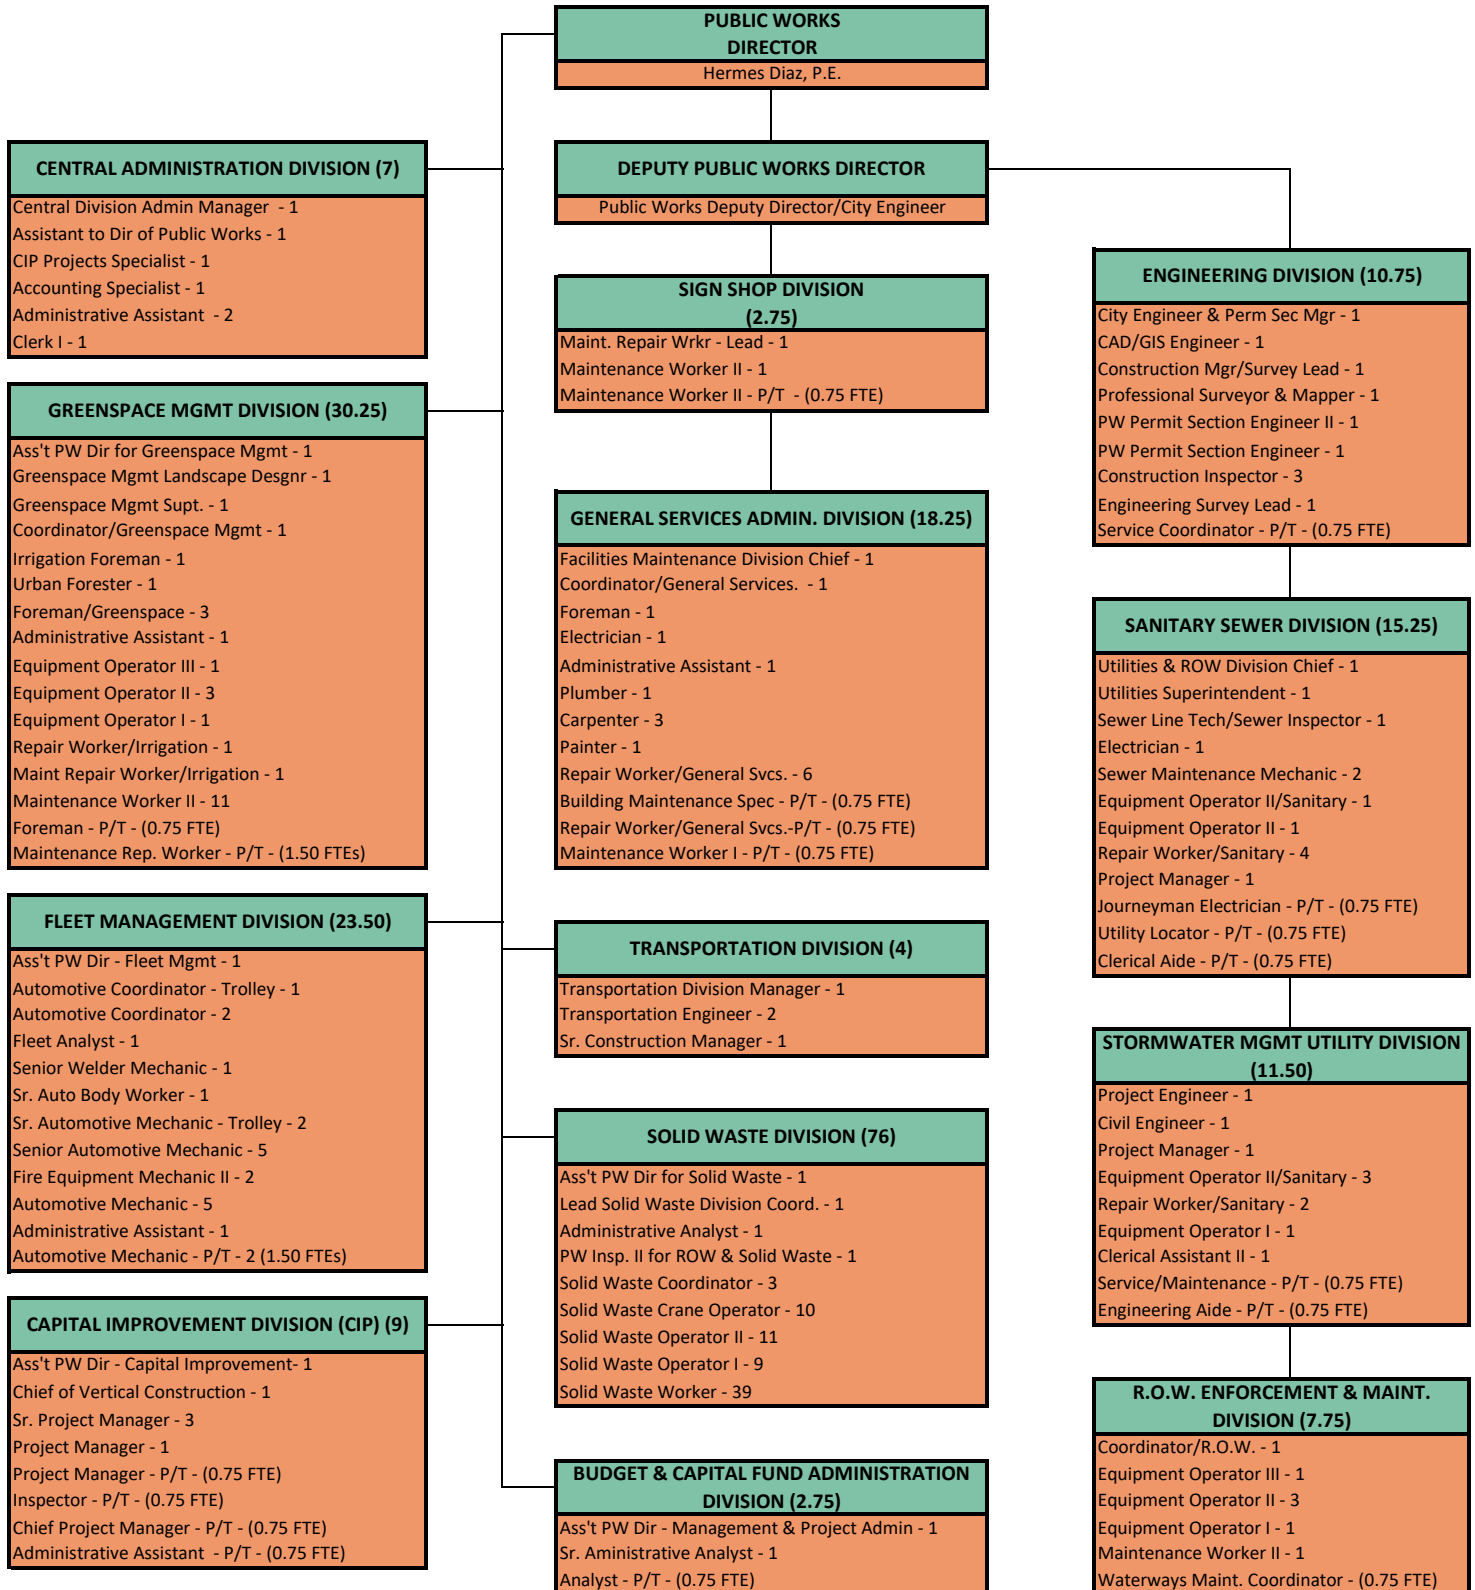 PUBLIC WORKS
DIRECTOR
Hermes Diaz, P.E.
CENTRAL ADMINISTRATION DIVISION (7)
Central Division Admin Manager  - 1
Assistant to Dir of Public Works - 1
CIP Projects Specialist - 1
Accounting Specialist - 1
Administrative Assistant  - 2
Clerk I - 1
GREENSPACE MGMT DIVISION (30.25)
Ass't PW Dir for Greenspace Mgmt - 1
Greenspace Mgmt Landscape Desgnr - 1
Greenspace Mgmt Supt. - 1
Coordinator/Greenspace Mgmt - 1
Irrigation Foreman - 1
Urban Forester - 1
Foreman/Greenspace - 3
Administrative Assistant - 1
Equipment Operator III - 1
Equipment Operator II - 3
Equipment Operator I - 1
Repair Worker/Irrigation - 1
Maint Repair Worker/Irrigation - 1
Maintenance Worker II - 11
Foreman - P/T - (0.75 FTE)
Maintenance Rep. Worker - P/T - (1.50 FTEs)
FLEET MANAGEMENT DIVISION (23.50)
Ass't PW Dir - Fleet Mgmt - 1
Automotive Coordinator - Trolley - 1
Automotive Coordinator - 2
Fleet Analyst - 1
Senior Welder Mechanic - 1
Sr. Auto Body Worker - 1
Sr. Automotive Mechanic - Trolley - 2
Senior Automotive Mechanic - 5
Fire Equipment Mechanic II - 2
Automotive Mechanic - 5
Administrative Assistant - 1
Automotive Mechanic - P/T - 2 (1.50 FTEs)
CAPITAL IMPROVEMENT DIVISION (CIP) (9)
Ass't PW Dir - Capital Improvement- 1
Chief of Vertical Construction - 1
Sr. Project Manager - 3
Project Manager - 1
Project Manager - P/T - (0.75 FTE)
Inspector - P/T - (0.75 FTE)
Chief Project Manager - P/T - (0.75 FTE)
Administrative Assistant  - P/T - (0.75 FTE)
DEPUTY PUBLIC WORKS DIRECTOR
Public Works Deputy Director/City Engineer
SIGN SHOP DIVISION
(2.75)
Maint. Repair Wrkr - Lead - 1
Maintenance Worker II - 1
Maintenance Worker II - P/T  - (0.75 FTE)
GENERAL SERVICES ADMIN. DIVISION (18.25)
Facilities Maintenance Division Chief - 1
Coordinator/General Services.  - 1
Foreman - 1
Electrician - 1
Administrative Assistant - 1
Plumber - 1
Carpenter - 3
Painter - 1
Repair Worker/General Svcs. - 6
Building Maintenance Spec - P/T - (0.75 FTE)
Repair Worker/General Svcs.-P/T - (0.75 FTE)
Maintenance Worker I - P/T - (0.75 FTE)
TRANSPORTATION DIVISION (4)
Transportation Division Manager - 1
Transportation Engineer - 2
Sr. Construction Manager - 1
SOLID WASTE DIVISION (76)
Ass't PW Dir for Solid Waste - 1
Lead Solid Waste Division Coord. - 1
Administrative Analyst - 1
PW Insp. II for ROW & Solid Waste - 1
Solid Waste Coordinator - 3
Solid Waste Crane Operator - 10
Solid Waste Operator II - 11
Solid Waste Operator I - 9
Solid Waste Worker - 39
BUDGET & CAPITAL FUND ADMINISTRATION
DIVISION (2.75)
Ass't PW Dir - Management & Project Admin - 1
Sr. Aministrative Analyst - 1
Analyst - P/T - (0.75 FTE)
ENGINEERING DIVISION (10.75)
City Engineer & Perm Sec Mgr - 1
CAD/GIS Engineer - 1
Construction Mgr/Survey Lead - 1
Professional Surveyor & Mapper - 1
PW Permit Section Engineer II - 1
PW Permit Section Engineer - 1
Construction Inspector - 3
Engineering Survey Lead - 1
Service Coordinator - P/T - (0.75 FTE)
SANITARY SEWER DIVISION (15.25)
Utilities & ROW Division Chief - 1
Utilities Superintendent - 1
Sewer Line Tech/Sewer Inspector - 1
Electrician - 1
Sewer Maintenance Mechanic - 2
Equipment Operator II/Sanitary - 1
Equipment Operator II - 1
Repair Worker/Sanitary - 4
Project Manager - 1
Journeyman Electrician - P/T - (0.75 FTE)
Utility Locator - P/T - (0.75 FTE)
Clerical Aide - P/T - (0.75 FTE)
STORMWATER MGMT UTILITY DIVISION
(11.50)
Project Engineer - 1
Civil Engineer - 1
Project Manager - 1
Equipment Operator II/Sanitary - 3
Repair Worker/Sanitary - 2
Equipment Operator I - 1
Clerical Assistant II - 1
Service/Maintenance - P/T - (0.75 FTE)
Engineering Aide - P/T - (0.75 FTE)
R.O.W. ENFORCEMENT & MAINT.
DIVISION (7.75)
Coordinator/R.O.W. - 1
Equipment Operator III - 1
Equipment Operator II - 3
Equipment Operator I - 1
Maintenance Worker II - 1
Waterways Maint. Coordinator - (0.75 FTE)